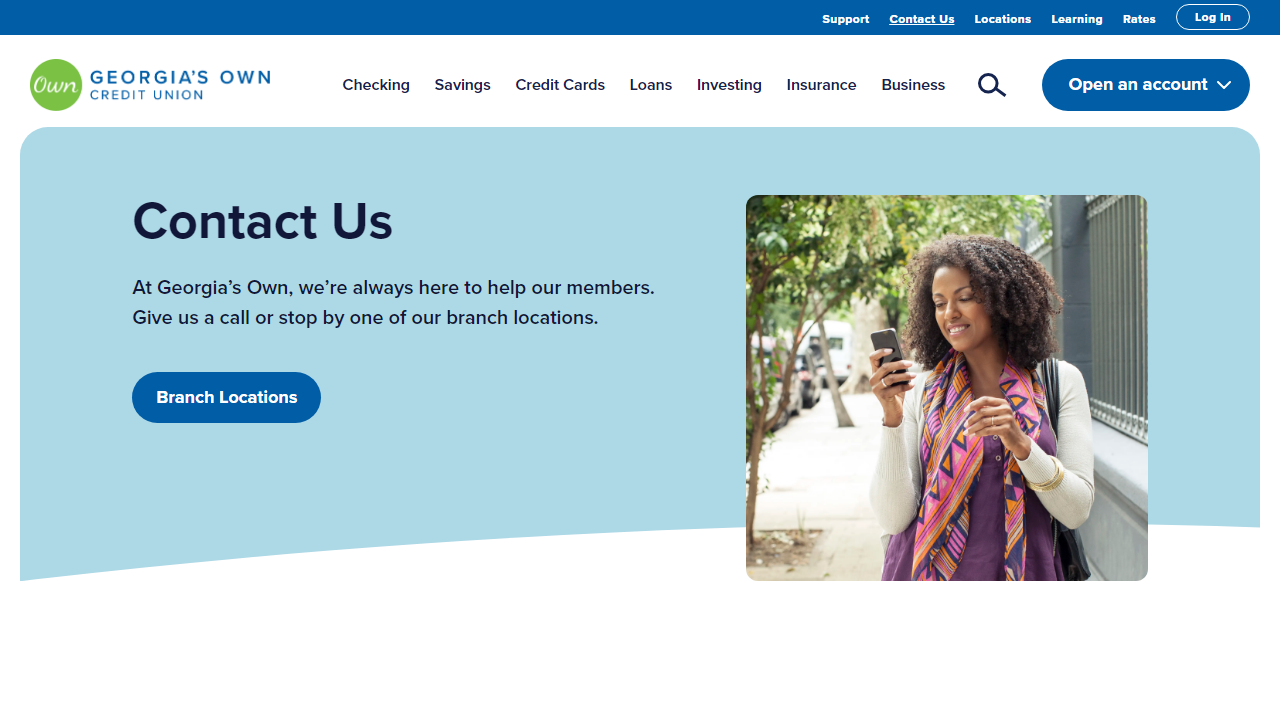 Support Contact Us Locations Learning Rates Log In
Own GEORGIA'S OWN
CREDIT UNION
Checking Savings Credit Cards Loans Investing Insurance Business Open an account
Contact Us
At Georgia’s Own, we’re always here to help our members.
Give us a call or stop by one of our branch locations.
Branch Locations